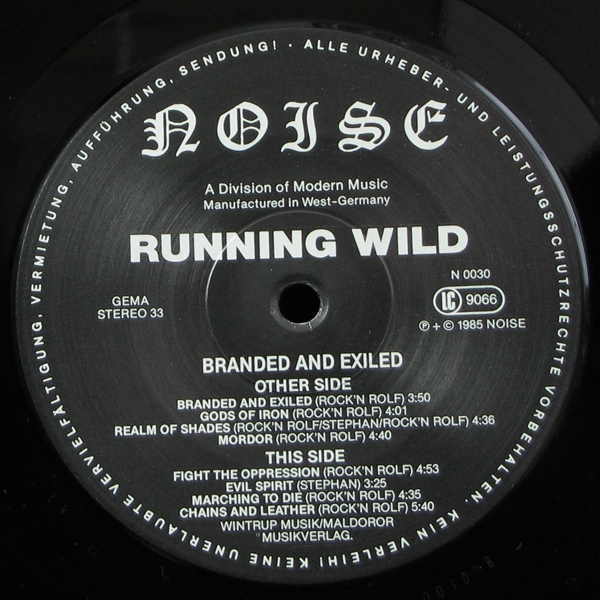 ALLE URHEBER- UND LEISTUNGSSCHUTZRECHTE VORBEHALTEN. KEIN VERLEIH! KEINE UNERLAUBTE VERVIELFÄLTIGUNG, VERMIETUNG, AUFFÜHRUNG, SENDUNG! ·
NOISE
A Division of Modern Music
Manufactured in West-Germany
RUNNING WILD
GEMA
STEREO 33
N 0030
LC 9066
℗ + © 1985 NOISE
BRANDED AND EXILED
OTHER SIDE
BRANDED AND EXILED (ROCK'N ROLF) 3:50
GODS OF IRON (ROCK'N ROLF) 4:01
REALM OF SHADES (ROCK'N ROLF/STEPHAN/ROCK'N ROLF) 4:36
MORDOR (ROCK'N ROLF) 4:40
THIS SIDE
FIGHT THE OPPRESSION (ROCK'N ROLF) 4:53
EVIL SPIRIT (STEPHAN) 3:25
MARCHING TO DIE (ROCK'N ROLF) 4:35
CHAINS AND LEATHER (ROCK'N ROLF) 5:40
WINTRUP MUSIK/MALDOROR
MUSIKVERLAG.